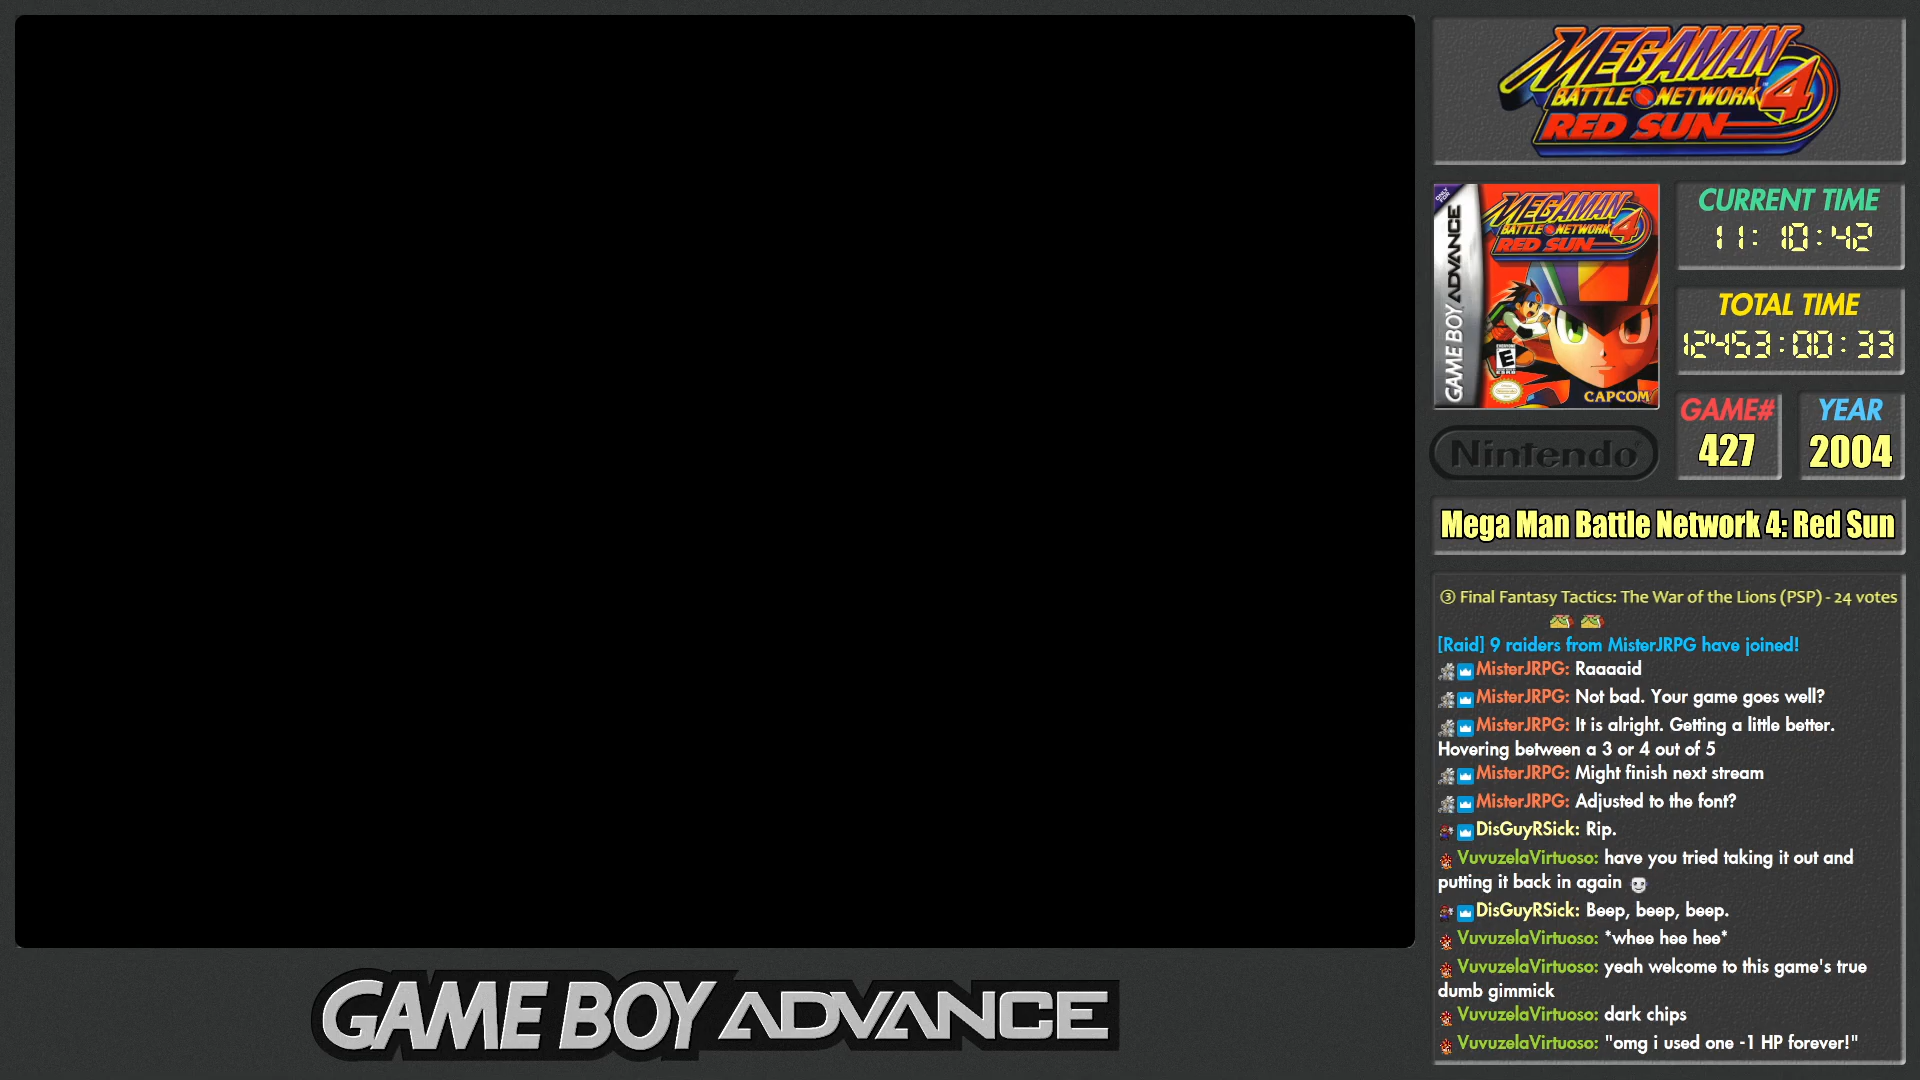 MEGAMAN
BATTLE NETWORK 4
RED SUN
ONLY FOR
GAME BOY ADVANCE
MEGAMAN
BATTLE NETWORK 4
RED SUN
EVERYONE
E
ESRB
CAPCOM
Nintendo
CURRENT TIME
11:10:42
TOTAL TIME
12453:00:33
GAME#
427
YEAR
2004
Mega Man Battle Network 4: Red Sun
③ Final Fantasy Tactics: The War of the Lions (PSP) - 24 votes
[Raid] 9 raiders from MisterJRPG have joined!
MisterJRPG: Raaaaid
MisterJRPG: Not bad. Your game goes well?
MisterJRPG: It is alright. Getting a little better.
Hovering between a 3 or 4 out of 5
MisterJRPG: Might finish next stream
MisterJRPG: Adjusted to the font?
DisGuyRSick: Rip.
VuvuzelaVirtuoso: have you tried taking it out and
putting it back in again
DisGuyRSick: Beep, beep, beep.
VuvuzelaVirtuoso: *whee hee hee*
VuvuzelaVirtuoso: yeah welcome to this game's true
dumb gimmick
VuvuzelaVirtuoso: dark chips
VuvuzelaVirtuoso: "omg i used one -1 HP forever!"
GAME BOY ADVANCE